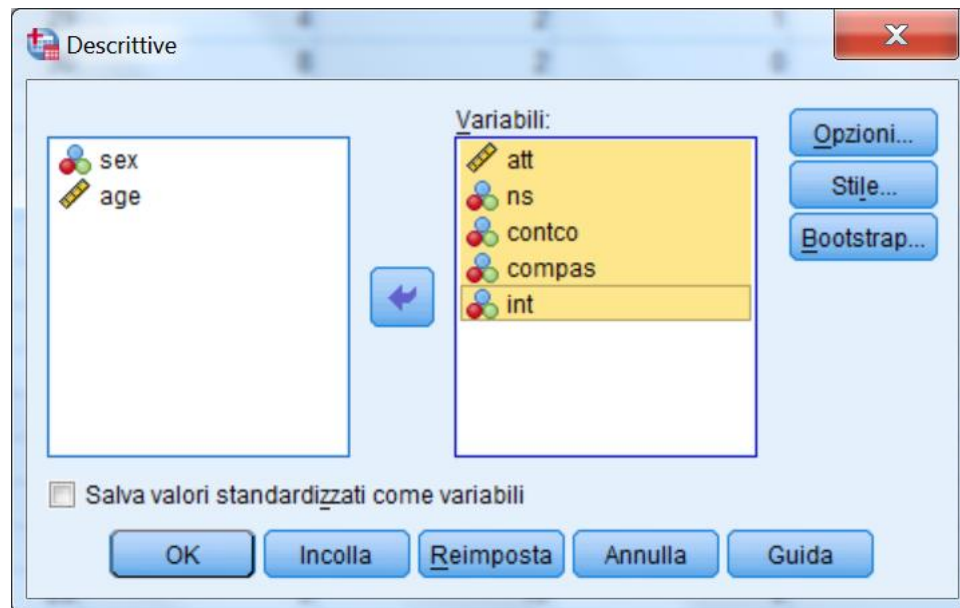 Descrittive
sex
age
Variabili:
att
ns
contco
compas
int
Opzioni...
Stile...
Bootstrap...
Salva valori standardizzati come variabili
OK
Incolla
Reimposta
Annulla
Guida